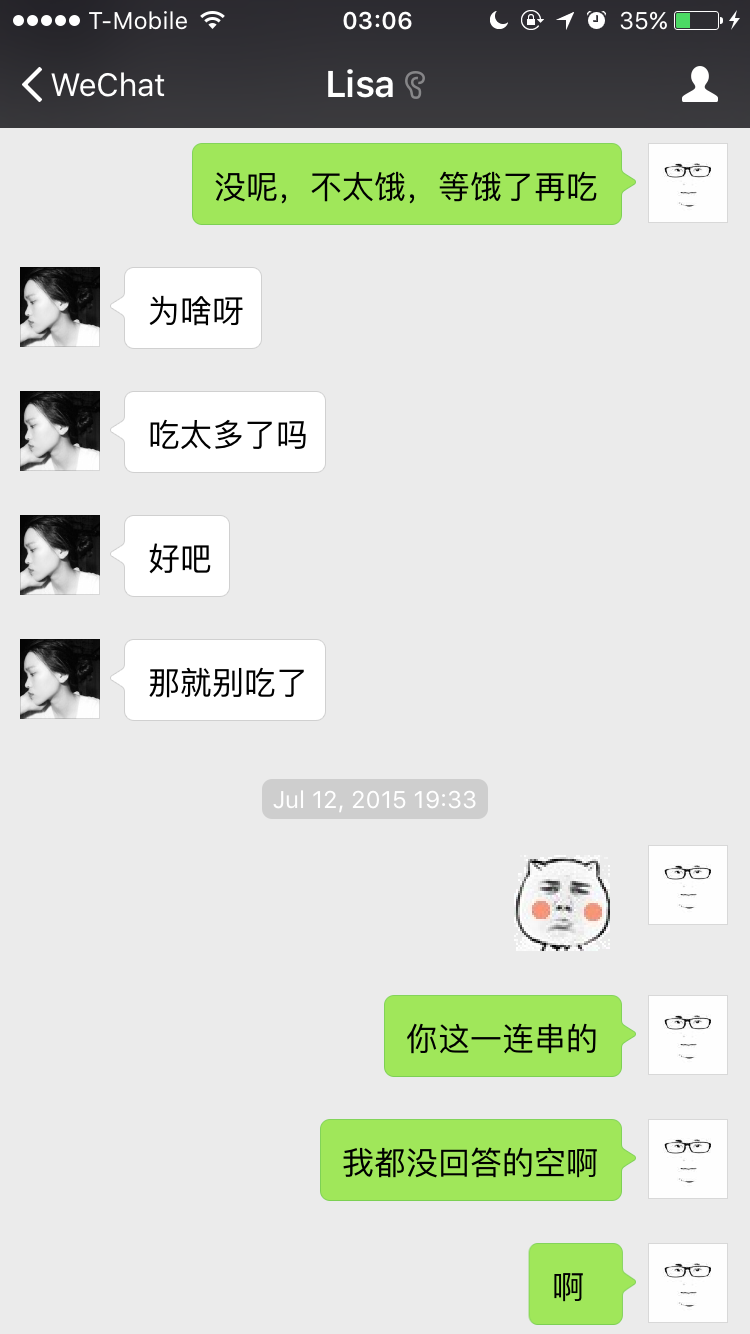 T-Mobile 03:06 35%
WeChat Lisa
没呢，不太饿，等饿了再吃
为啥呀
吃太多了吗
好吧
那就别吃了
Jul 12, 2015 19:33
你这一连串的
我都没回答的空啊
啊